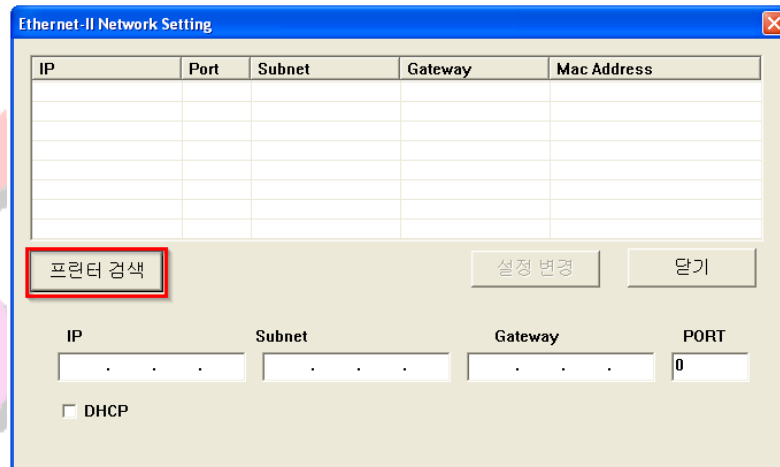 Ethernet-II Network Setting
IP Port Subnet Gateway Mac Address
프린터 검색 설정 변경 닫기
IP Subnet Gateway PORT
. . . . . . . . . 0
DHCP